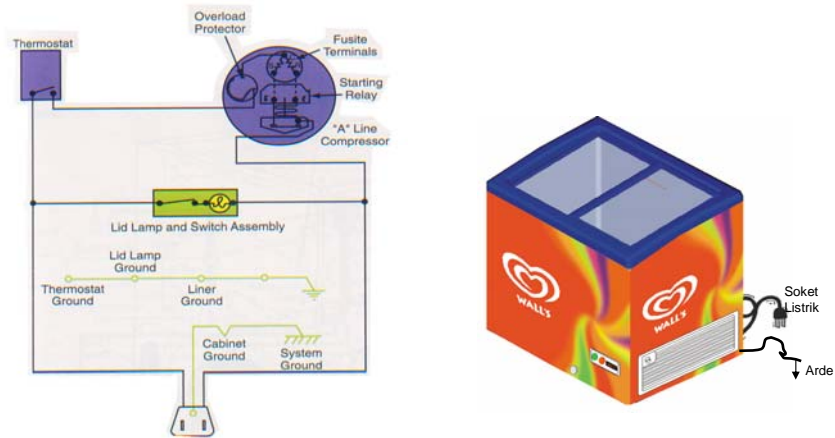 Overload
Protector
Thermostat
Fusite
Terminals
Starting
Relay
"A" Line
Compressor
Lid Lamp and Switch Assembly
Lid Lamp
Ground
Thermostat
Ground
Liner
Ground
Cabinet
Ground
System
Ground
WALL'S
WALL'S
Soket
Listrik
Arde